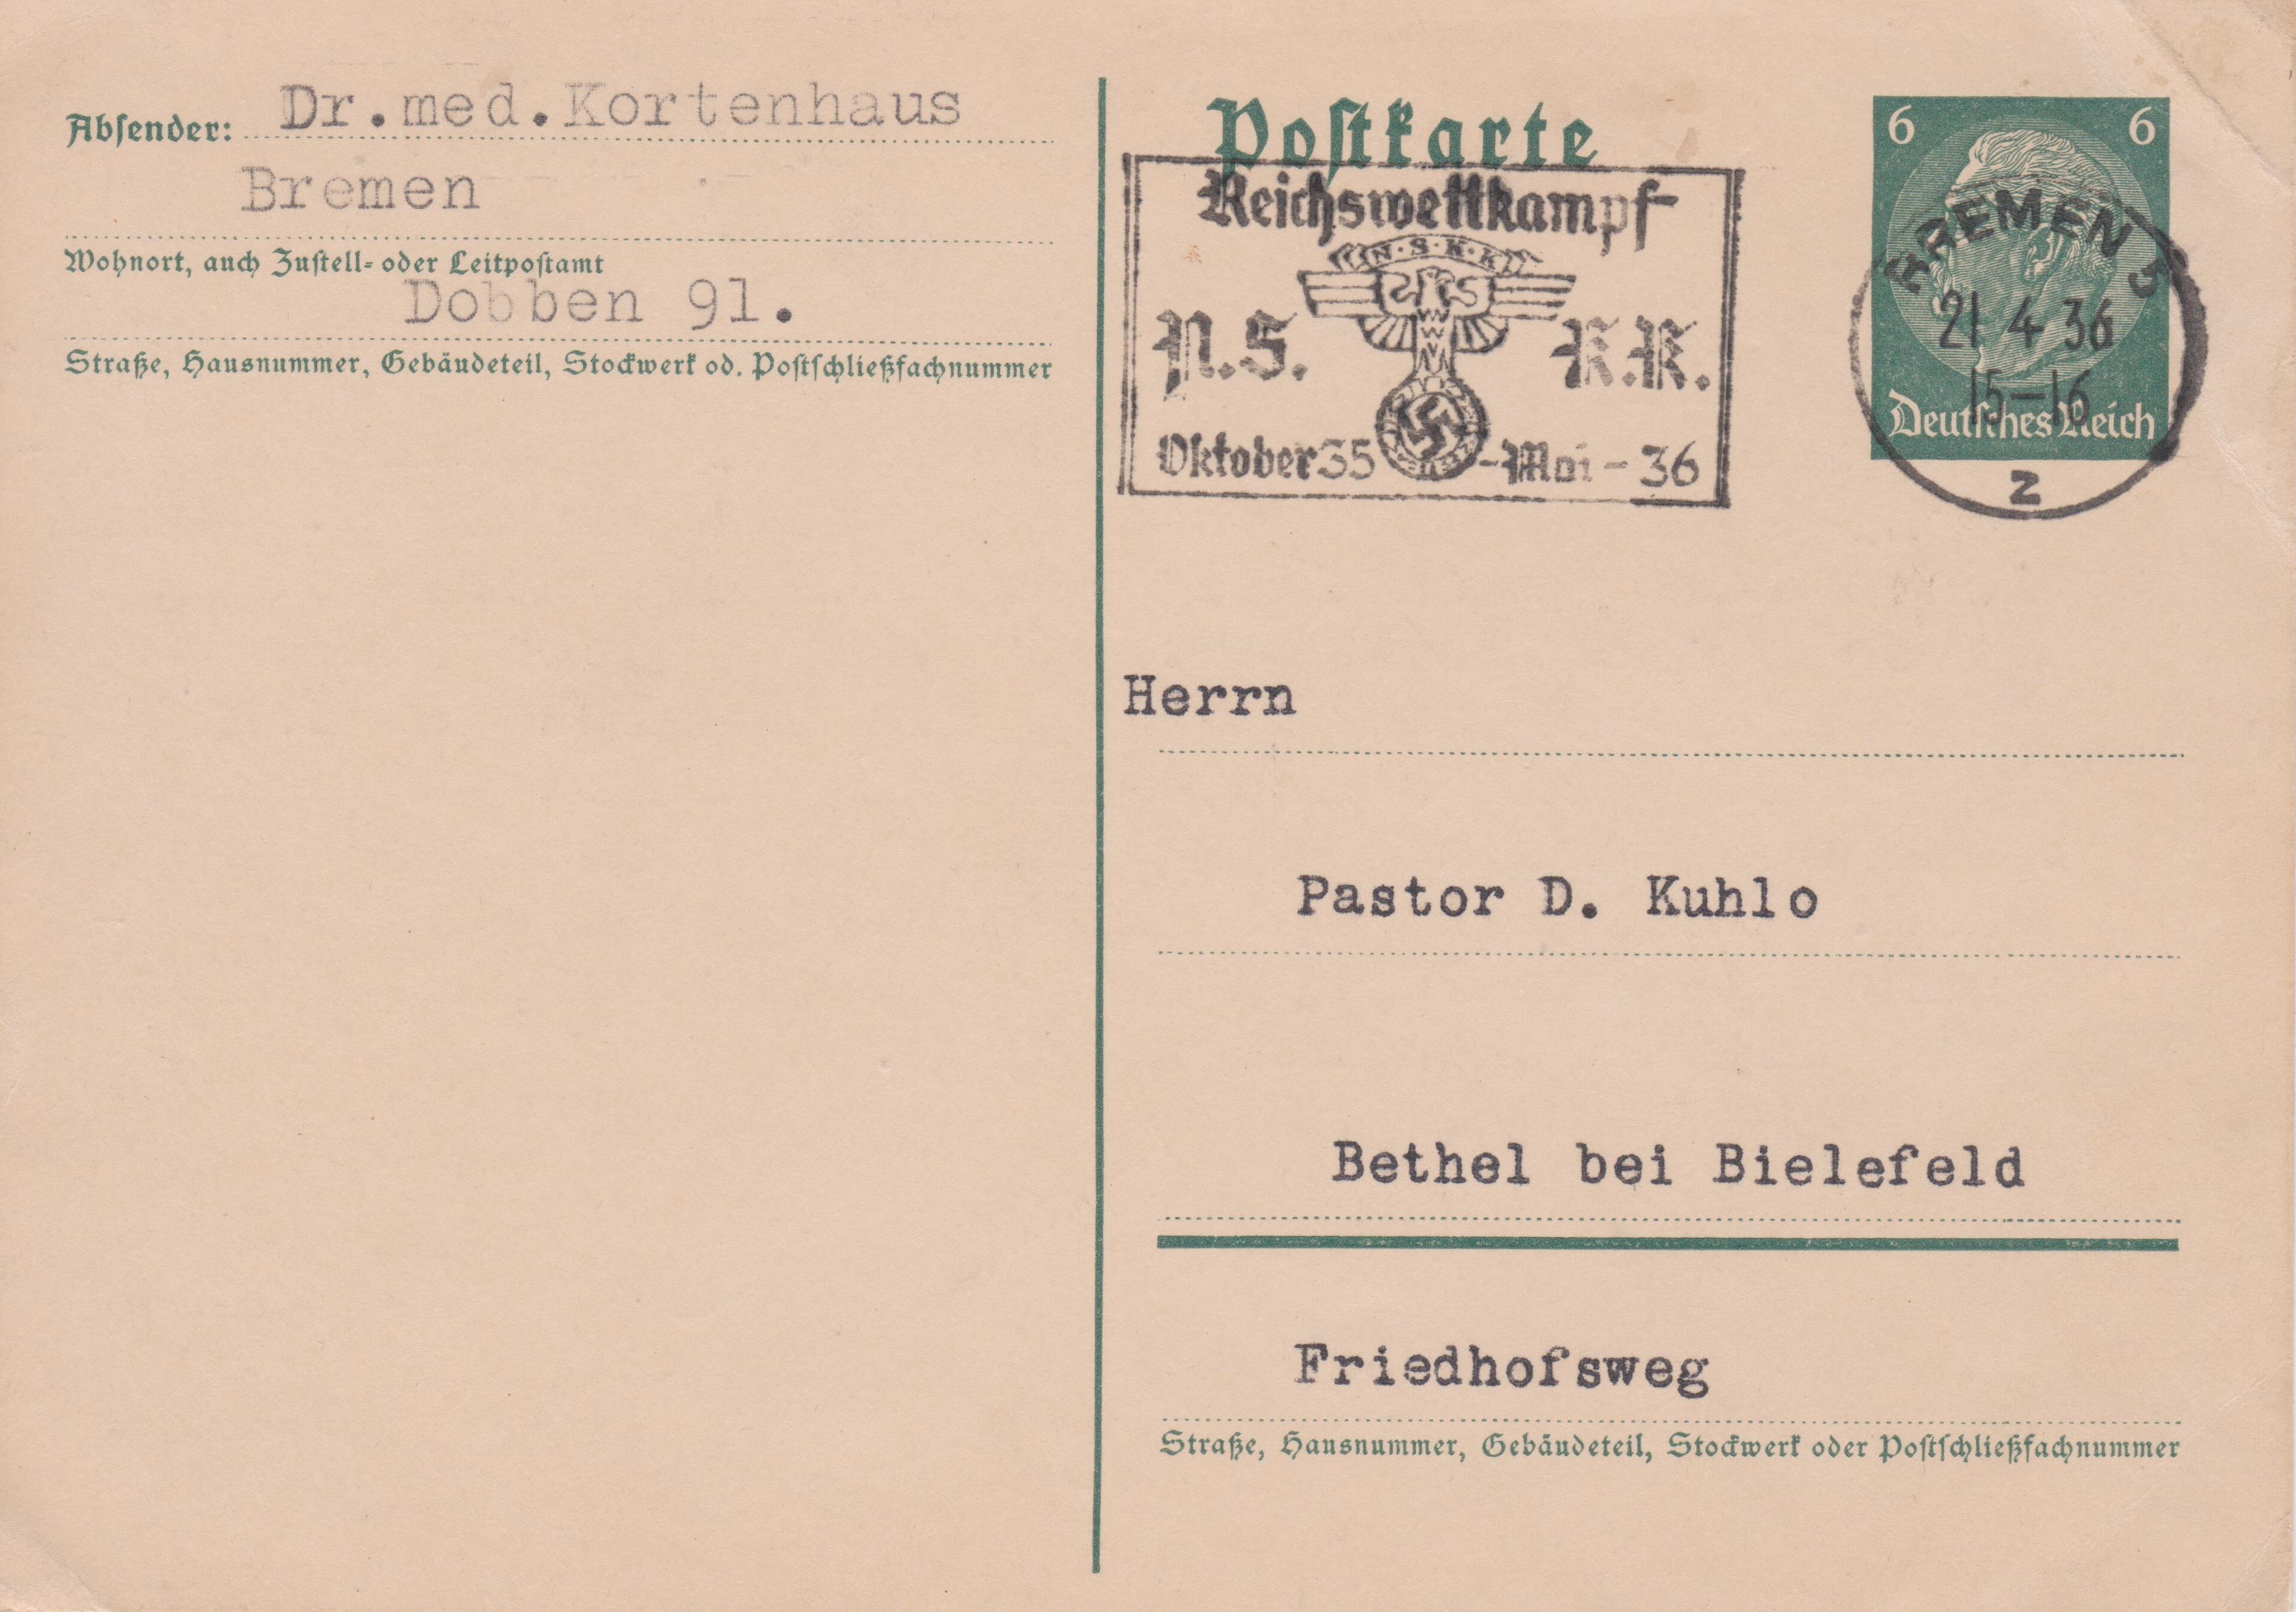 Absender: Dr.med.Kortenhaus
Bremen
Wohnort, auch Zustell- oder Leitpostamt
Dobben 91.
Straße, Hausnummer, Gebäudeteil, Stockwerk od. Postschließfachnummer
Postkarte
Reichswettkampf
N·S·K·K
N.S. K.K.
Oktober 35 - Mai - 36
6 6
BREMEN 5
21 4 36
15-16
Deutsches Reich
z
Herrn
Pastor D. Kuhlo
Bethel bei Bielefeld
Friedhofsweg
Straße, Hausnummer, Gebäudeteil, Stockwerk oder Postschließfachnummer